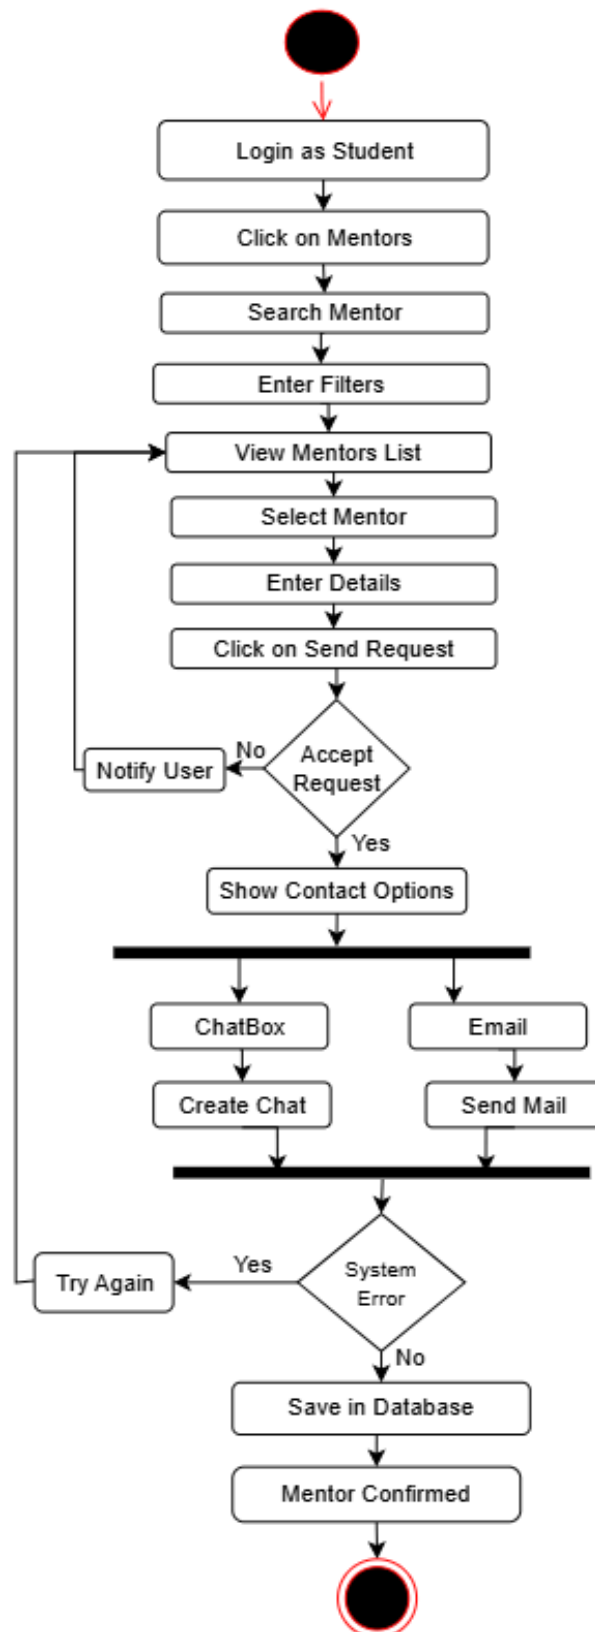 Login as Student
Click on Mentors
Search Mentor
Enter Filters
View Mentors List
Select Mentor
Enter Details
Click on Send Request
Accept
Request
No
Notify User
Yes
Show Contact Options
ChatBox
Email
Create Chat
Send Mail
System
Error
Yes
Try Again
No
Save in Database
Mentor Confirmed